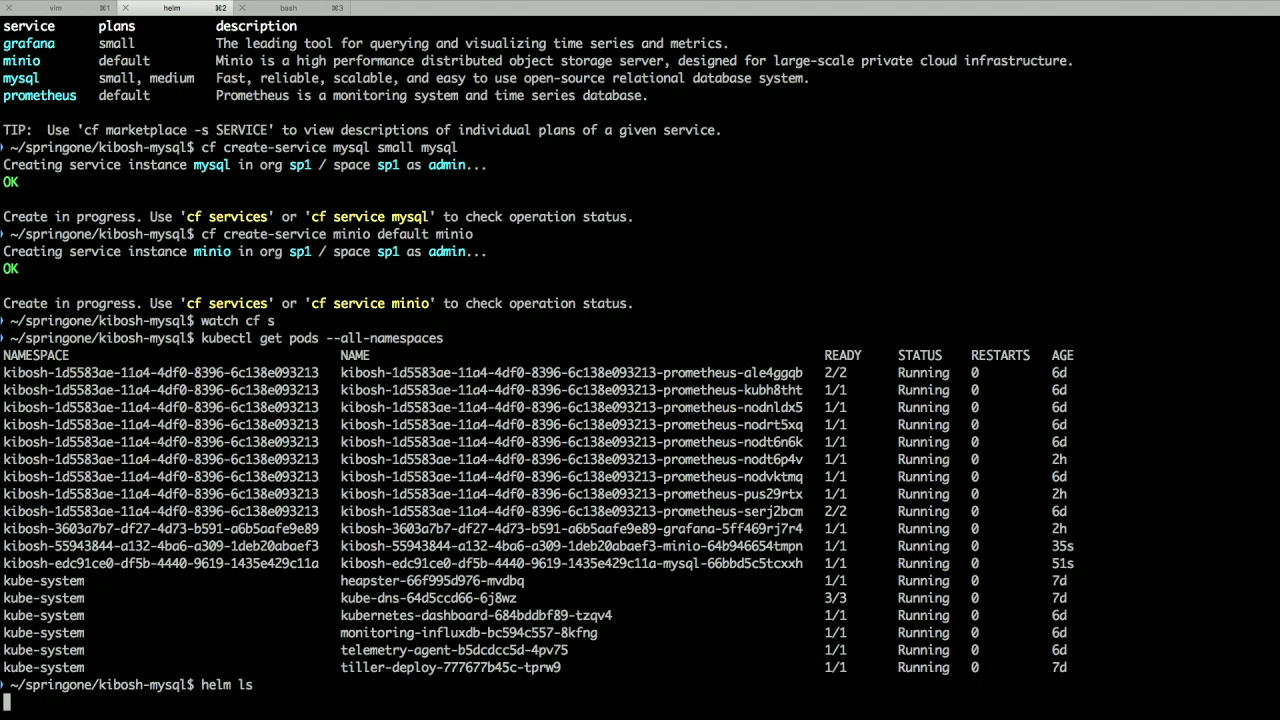 vim ⌘1 helm ⌘2 bash ⌘3
service plans description
grafana small The leading tool for querying and visualizing time series and metrics.
minio default Minio is a high performance distributed object storage server, designed for large-scale private cloud infrastructure.
mysql small, medium Fast, reliable, scalable, and easy to use open-source relational database system.
prometheus default Prometheus is a monitoring system and time series database.
TIP: Use 'cf marketplace -s SERVICE' to view descriptions of individual plans of a given service.
~/springone/kibosh-mysql$ cf create-service mysql small mysql
Creating service instance mysql in org sp1 / space sp1 as admin...
OK
Create in progress. Use 'cf services' or 'cf service mysql' to check operation status.
~/springone/kibosh-mysql$ cf create-service minio default minio
Creating service instance minio in org sp1 / space sp1 as admin...
OK
Create in progress. Use 'cf services' or 'cf service minio' to check operation status.
~/springone/kibosh-mysql$ watch cf s
~/springone/kibosh-mysql$ kubectl get pods --all-namespaces
NAMESPACE NAME READY STATUS RESTARTS AGE
kibosh-1d5583ae-11a4-4df0-8396-6c138e093213 kibosh-1d5583ae-11a4-4df0-8396-6c138e093213-prometheus-ale4ggqb 2/2 Running 0 6d
kibosh-1d5583ae-11a4-4df0-8396-6c138e093213 kibosh-1d5583ae-11a4-4df0-8396-6c138e093213-prometheus-kubh8tht 1/1 Running 0 6d
kibosh-1d5583ae-11a4-4df0-8396-6c138e093213 kibosh-1d5583ae-11a4-4df0-8396-6c138e093213-prometheus-nodnldx5 1/1 Running 0 6d
kibosh-1d5583ae-11a4-4df0-8396-6c138e093213 kibosh-1d5583ae-11a4-4df0-8396-6c138e093213-prometheus-nodrt5xq 1/1 Running 0 6d
kibosh-1d5583ae-11a4-4df0-8396-6c138e093213 kibosh-1d5583ae-11a4-4df0-8396-6c138e093213-prometheus-nodt6n6k 1/1 Running 0 6d
kibosh-1d5583ae-11a4-4df0-8396-6c138e093213 kibosh-1d5583ae-11a4-4df0-8396-6c138e093213-prometheus-nodt6p4v 1/1 Running 0 2h
kibosh-1d5583ae-11a4-4df0-8396-6c138e093213 kibosh-1d5583ae-11a4-4df0-8396-6c138e093213-prometheus-nodvktmq 1/1 Running 0 6d
kibosh-1d5583ae-11a4-4df0-8396-6c138e093213 kibosh-1d5583ae-11a4-4df0-8396-6c138e093213-prometheus-pus29rtx 1/1 Running 0 2h
kibosh-1d5583ae-11a4-4df0-8396-6c138e093213 kibosh-1d5583ae-11a4-4df0-8396-6c138e093213-prometheus-serj2bcm 2/2 Running 0 6d
kibosh-3603a7b7-df27-4d73-b591-a6b5aafe9e89 kibosh-3603a7b7-df27-4d73-b591-a6b5aafe9e89-grafana-5ff469rj7r4 1/1 Running 0 2h
kibosh-55943844-a132-4ba6-a309-1deb20abaef3 kibosh-55943844-a132-4ba6-a309-1deb20abaef3-minio-64b946654tmpn 1/1 Running 0 35s
kibosh-edc91ce0-df5b-4440-9619-1435e429c11a kibosh-edc91ce0-df5b-4440-9619-1435e429c11a-mysql-66bbd5c5tcxxh 1/1 Running 0 51s
kube-system heapster-66f995d976-mvdbq 1/1 Running 0 7d
kube-system kube-dns-64d5ccd66-6j8wz 3/3 Running 0 7d
kube-system kubernetes-dashboard-684bddbf89-tzqv4 1/1 Running 0 6d
kube-system monitoring-influxdb-bc594c557-8kfng 1/1 Running 0 6d
kube-system telemetry-agent-b5dcdcc5d-4pv75 1/1 Running 0 6d
kube-system tiller-deploy-777677b45c-tprw9 1/1 Running 0 7d
~/springone/kibosh-mysql$ helm ls